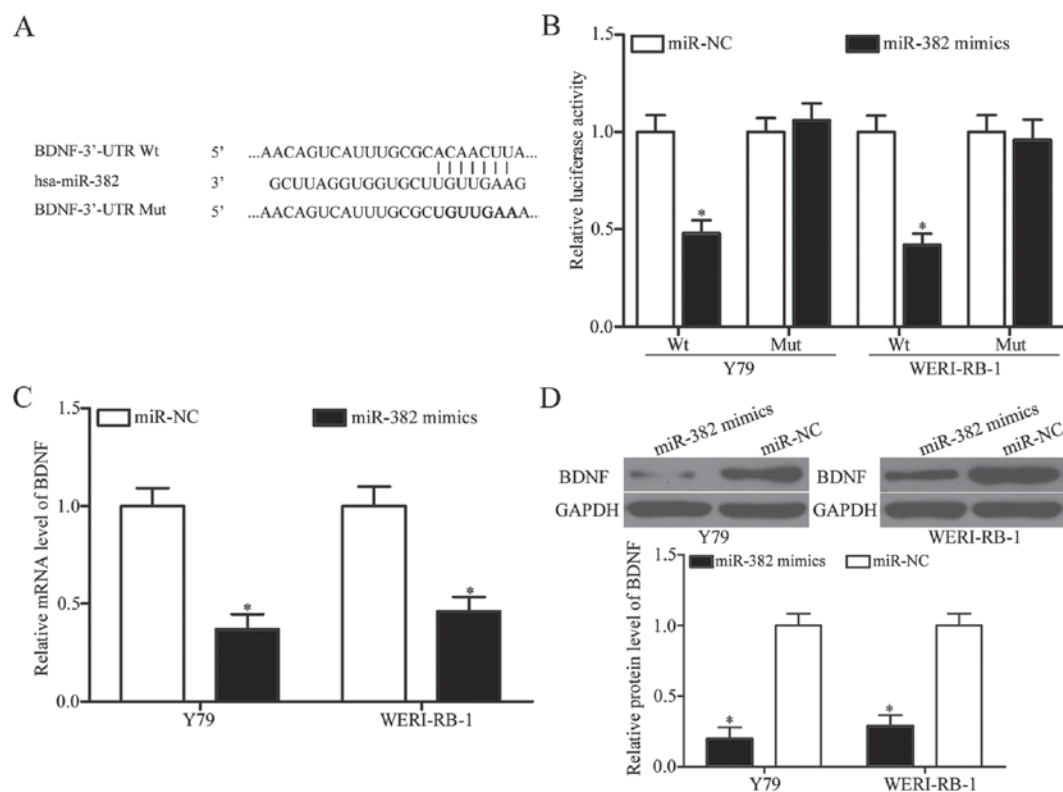 A
BDNF-3'-UTR Wt 5' ...AACAGUCAUUUGCGCACAACUUA...
hsa-miR-382 3' GCUUAGGUGGUGCUUGUUGAAG
BDNF-3'-UTR Mut 5' ...AACAGUCAUUUGCGCUGUUGAAA...
B
miR-NC miR-382 mimics
Relative luciferase activity
1.5
1.0
0.5
0.0
* *
Wt Mut Wt Mut
Y79 WERI-RB-1
C
miR-NC miR-382 mimics
Relative mRNA level of BDNF
1.5
1.0
0.5
0.0
* *
Y79 WERI-RB-1
D
miR-382 mimics miR-NC miR-382 mimics miR-NC
BDNF BDNF
GAPDH GAPDH
Y79 WERI-RB-1
miR-382 mimics miR-NC
Relative protein level of BDNF
1.5
1.0
0.5
0.0
* *
Y79 WERI-RB-1